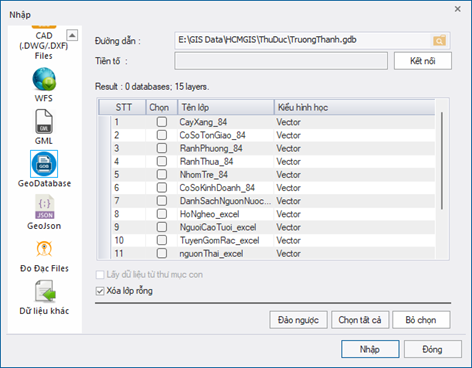 Nhập
CAD
(.DWG/.DXF)
Files
WFS
GML
GML
GeoDatabase
GDB
GeoJson
JSON
Đo Đạc Files
Dữ liệu khác
Đường dẫn :
E:\GIS Data\HCMGIS\ThuDuc\TruongThanh.gdb
Tiền tố :
Kết nối
Result : 0 databases; 15 layers.
STT Chọn Tên lớp Kiểu hình học
1 CayXang_84 Vector
2 CoSoTonGiao_84 Vector
3 RanhPhuong_84 Vector
4 RanhThua_84 Vector
5 NhomTre_84 Vector
6 CoSoKinhDoanh_84 Vector
7 DanhSachNguonNuoc... Vector
8 HoNgheo_excel Vector
9 NguoiCaoTuoi_excel Vector
10 TuyenGomRac_excel Vector
11 nguonThai_excel Vector
Lấy dữ liệu từ thư mục con
Xóa lớp rỗng
Đảo ngược Chọn tất cả Bỏ chọn
Nhập Đóng